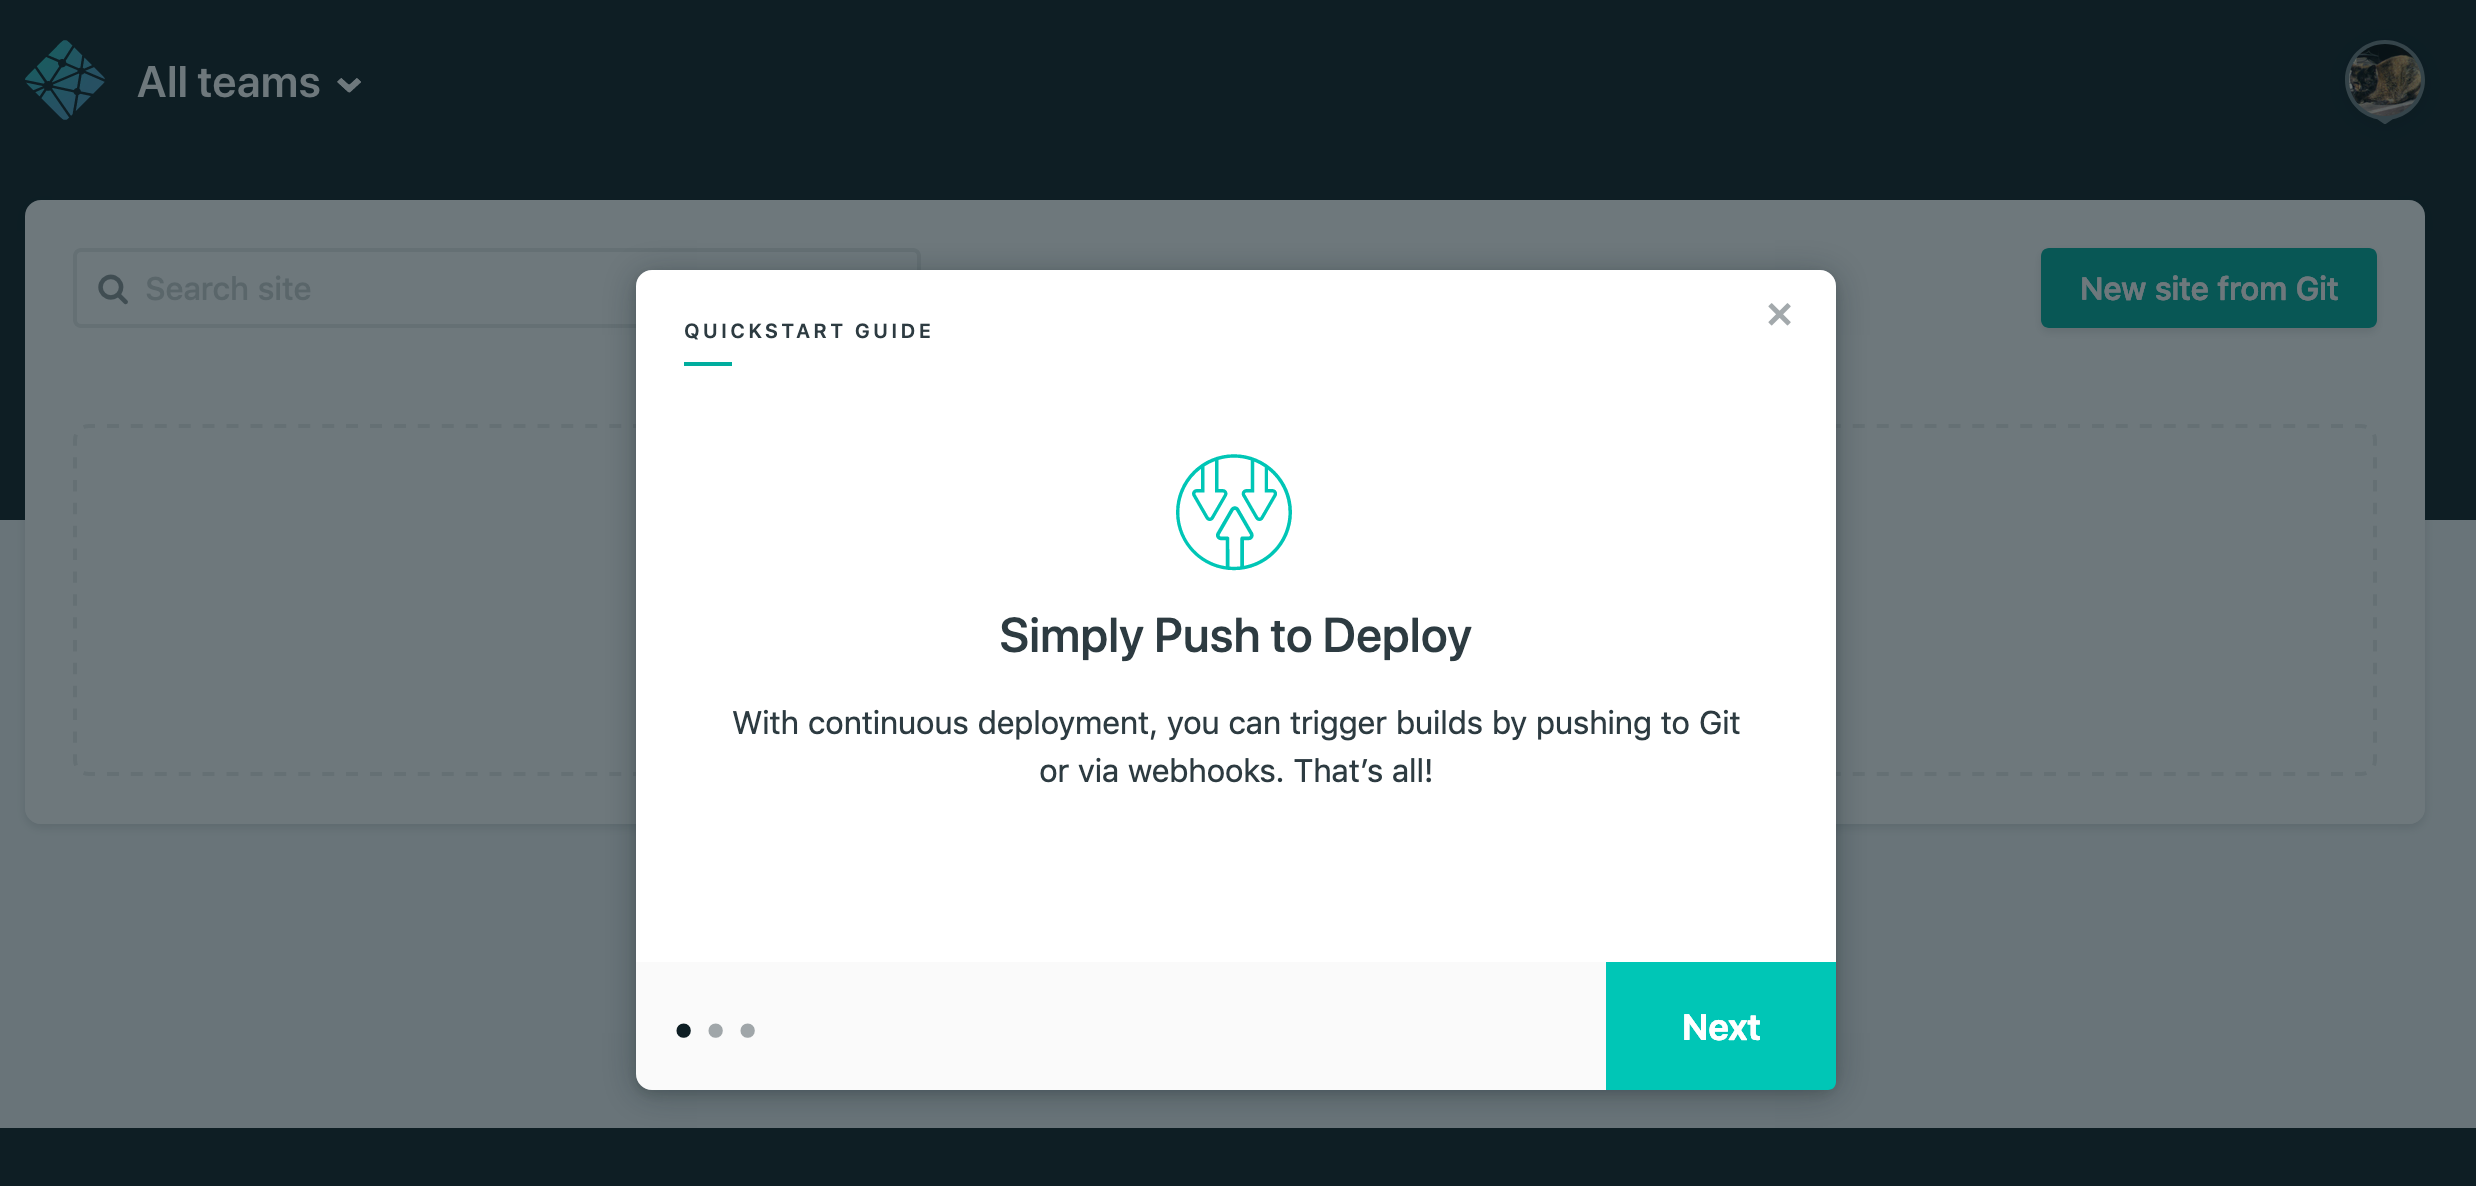 All teams
Search site
New site from Git
QUICKSTART GUIDE
Simply Push to Deploy
With continuous deployment, you can trigger builds by pushing to Git
or via webhooks. That’s all!
Next